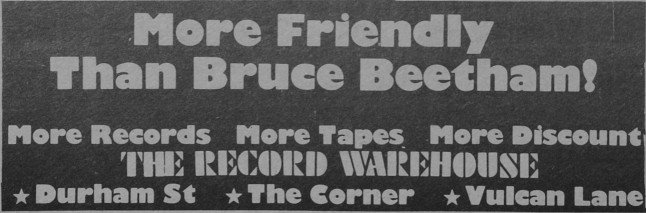 More Friendly
Than Bruce Beetham!
More Records More Tapes More Discount
THE RECORD WAREHOUSE
★ Durham St ★ The Corner ★ Vulcan Lane